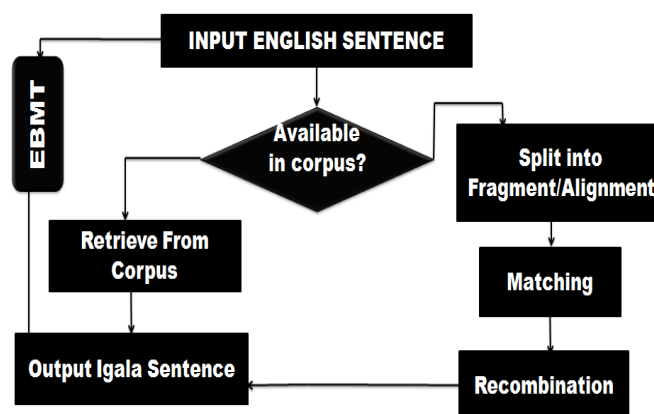 INPUT ENGLISH SENTENCE
EBMT
Available
in corpus?
Split into
Fragment/Alignment
Retrieve From
Corpus
Matching
Output Igala Sentence
Recombination